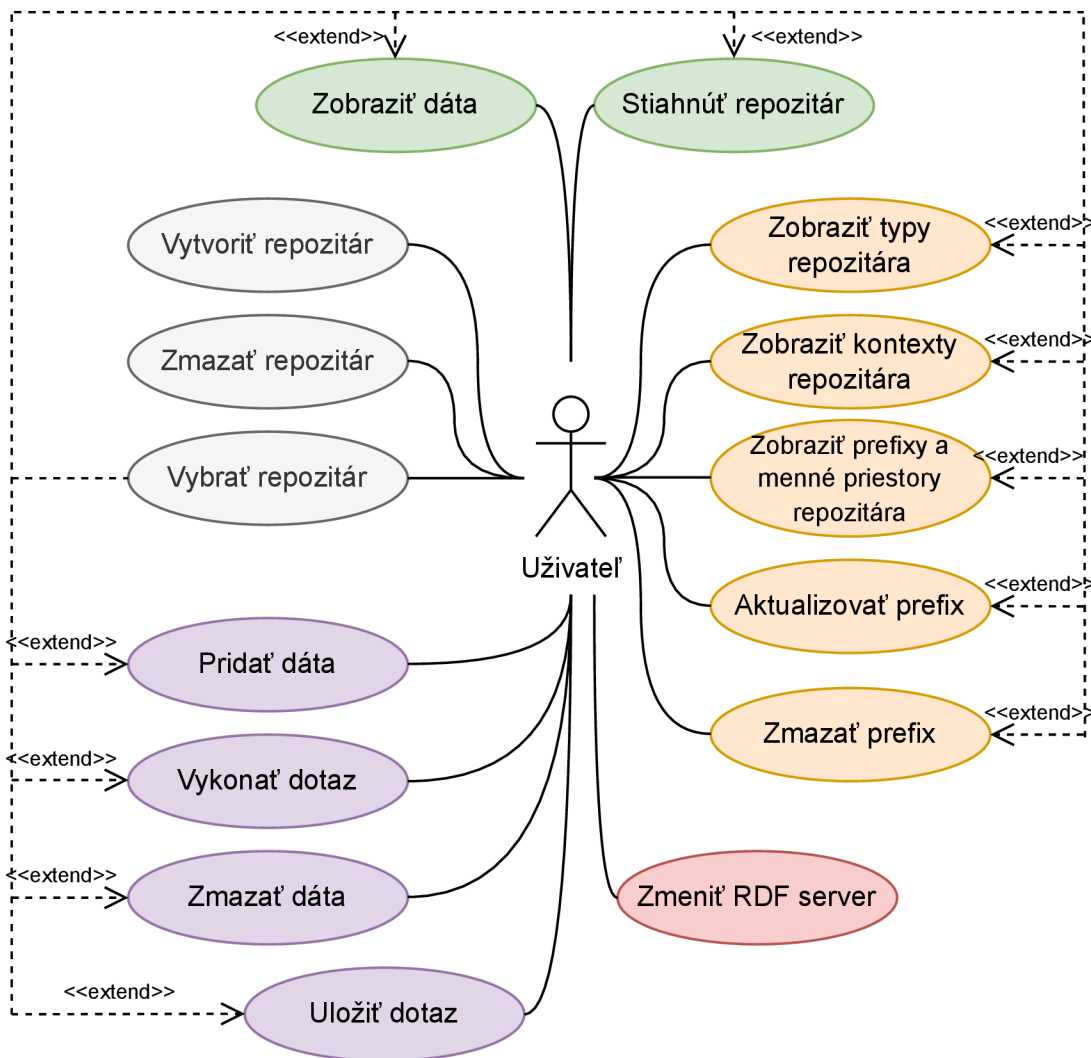 <<extend>>
<<extend>>
Zobraziť dáta
Stiahnúť repozitár
Vytvoriť repozitár
Zobraziť typy
repozitára
<<extend>>
Zmazať repozitár
Zobraziť kontexty
repozitára
<<extend>>
Vybrať repozitár
Zobraziť prefixy a
menné priestory
repozitára
<<extend>>
Uživateľ
Aktualizovať prefix
<<extend>>
<<extend>>
Pridať dáta
Zmazať prefix
<<extend>>
<<extend>>
Vykonať dotaz
<<extend>>
Zmazať dáta
Zmeniť RDF server
<<extend>>
Uložiť dotaz